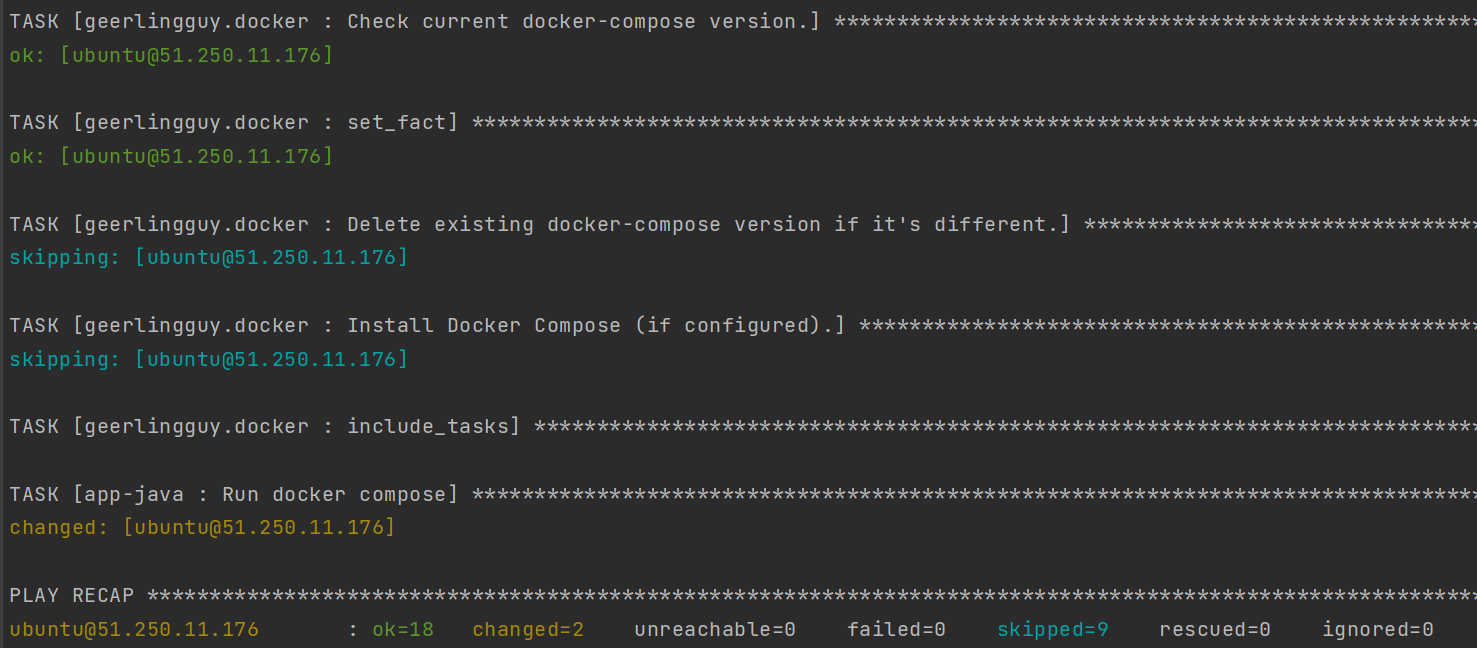 TASK [geerlingguy.docker : Check current docker-compose version.] ****************************************************
ok: [ubuntu@51.250.11.176]
TASK [geerlingguy.docker : set_fact] *********************************************************************************
ok: [ubuntu@51.250.11.176]
TASK [geerlingguy.docker : Delete existing docker-compose version if it's different.] ********************************
skipping: [ubuntu@51.250.11.176]
TASK [geerlingguy.docker : Install Docker Compose (if configured).] **************************************************
skipping: [ubuntu@51.250.11.176]
TASK [geerlingguy.docker : include_tasks] ****************************************************************************
TASK [app-java : Run docker compose] *********************************************************************************
changed: [ubuntu@51.250.11.176]
PLAY RECAP ***********************************************************************************************************
ubuntu@51.250.11.176 : ok=18 changed=2 unreachable=0 failed=0 skipped=9 rescued=0 ignored=0